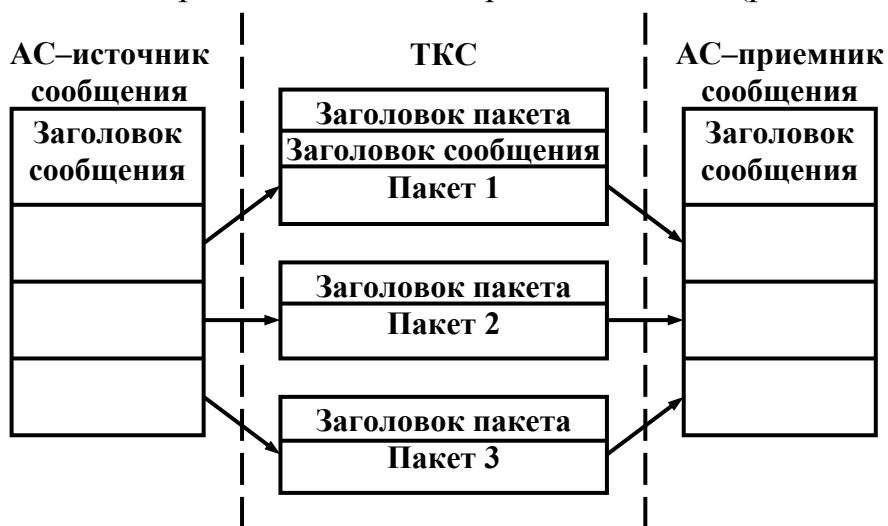 АС–источник
сообщения
ТКС
АС–приемник
сообщения
Заголовок
сообщения
Заголовок пакета
Заголовок сообщения
Пакет 1
Заголовок пакета
Пакет 2
Заголовок пакета
Пакет 3
Заголовок
сообщения